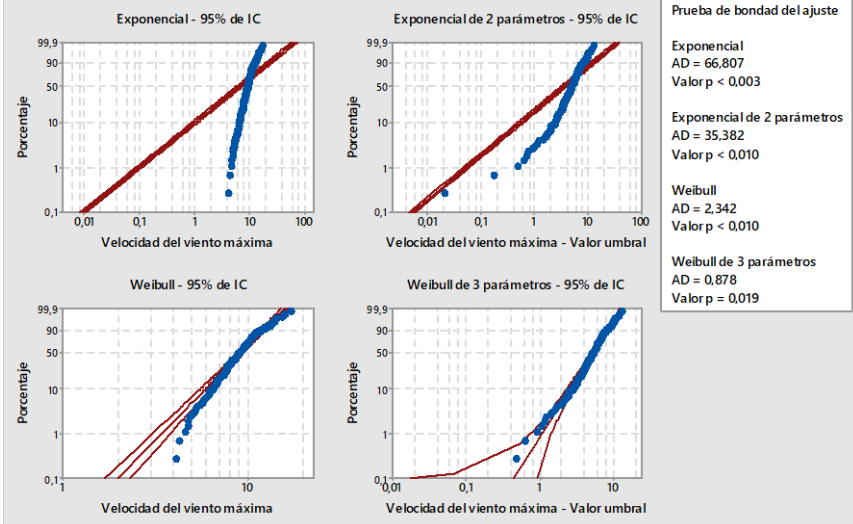 Exponencial - 95% de IC
99,9
90
50
10
1
0,1
Porcentaje
0,01 0,1 1 10 100
Velocidad del viento máxima
Exponencial de 2 parámetros - 95% de IC
99,9
90
50
10
1
0,1
Porcentaje
0,01 0,1 1 10 100
Velocidad del viento máxima - Valor umbral
Weibull - 95% de IC
99,9
90
50
10
1
0,1
Porcentaje
1 10
Velocidad del viento máxima
Weibull de 3 parámetros - 95% de IC
99,9
90
50
10
1
0,1
Porcentaje
0,01 0,1 1 10
Velocidad del viento máxima - Valor umbral
Prueba de bondad del ajuste
Exponencial
AD = 66,807
Valor p < 0,003
Exponencial de 2 parámetros
AD = 35,382
Valor p < 0,010
Weibull
AD = 2,342
Valor p < 0,010
Weibull de 3 parámetros
AD = 0,878
Valor p = 0,019